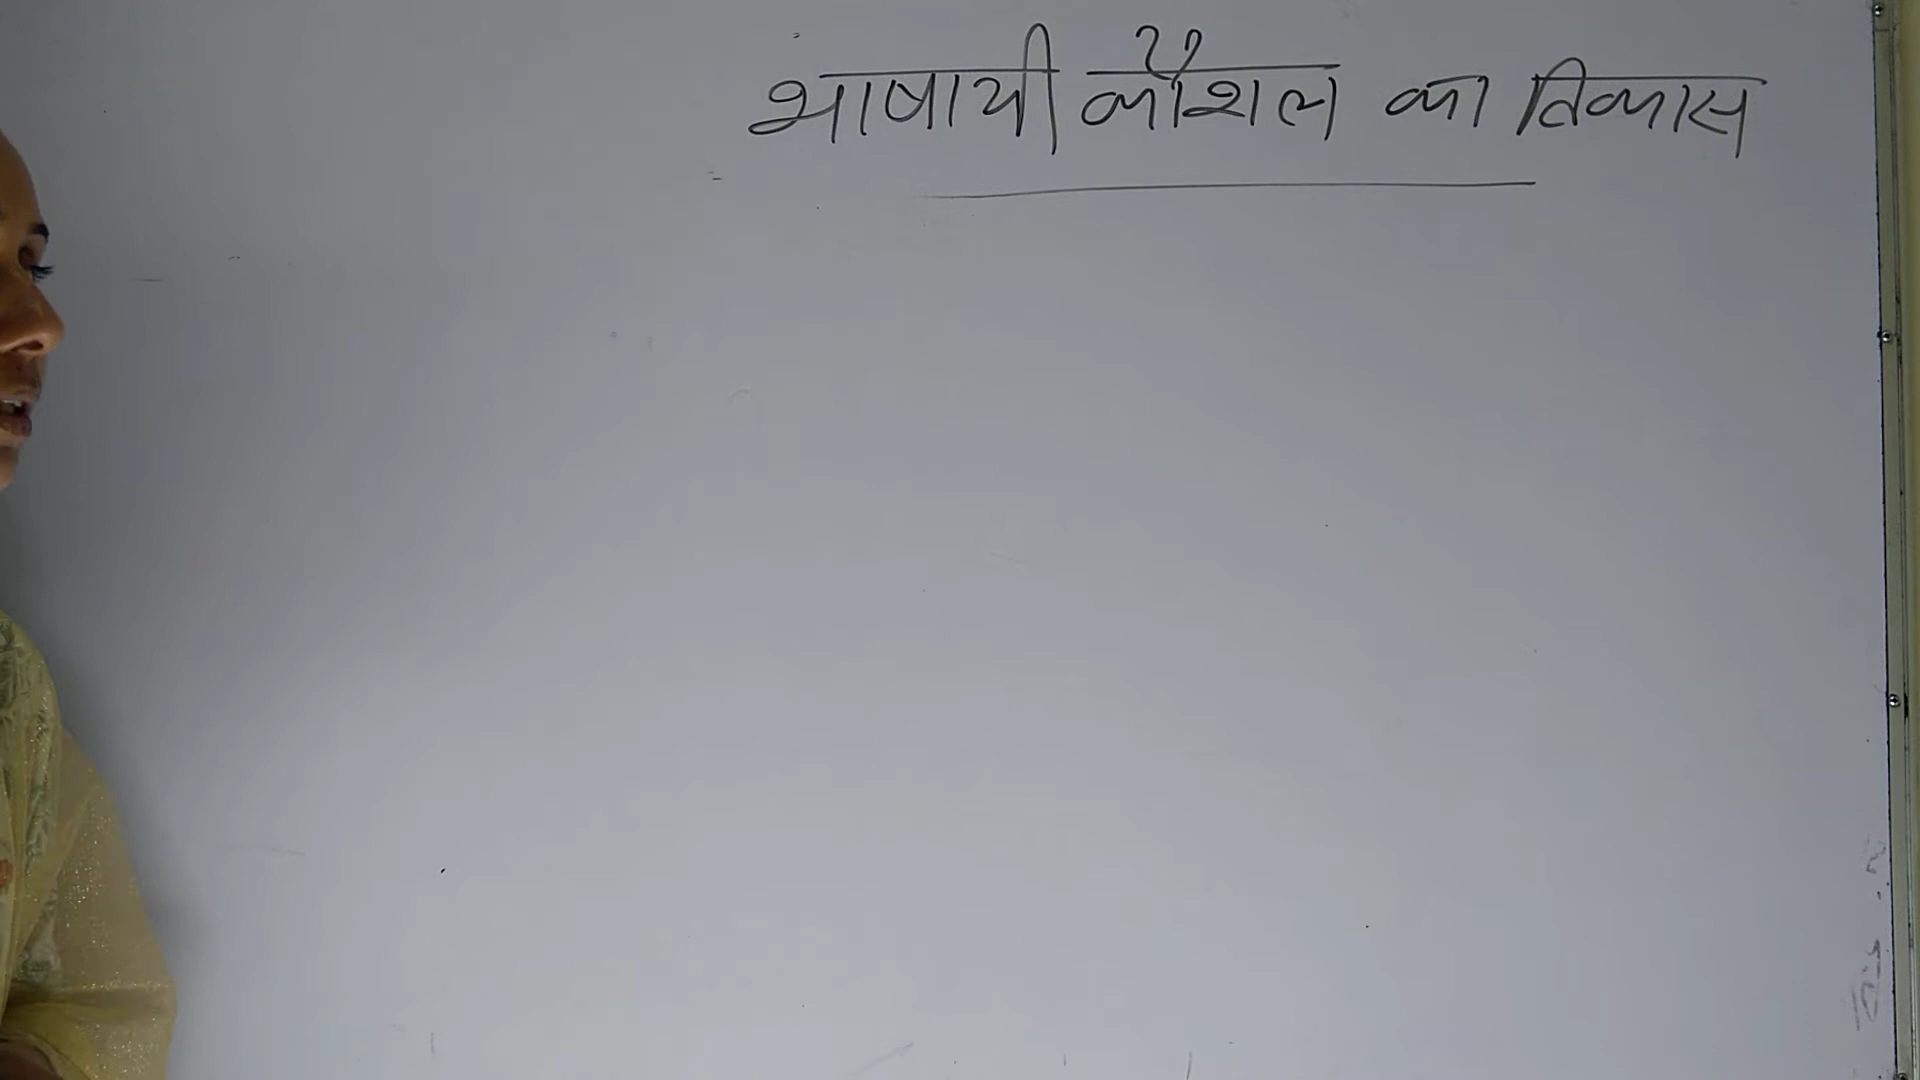 भाषायी कौशल का विकास